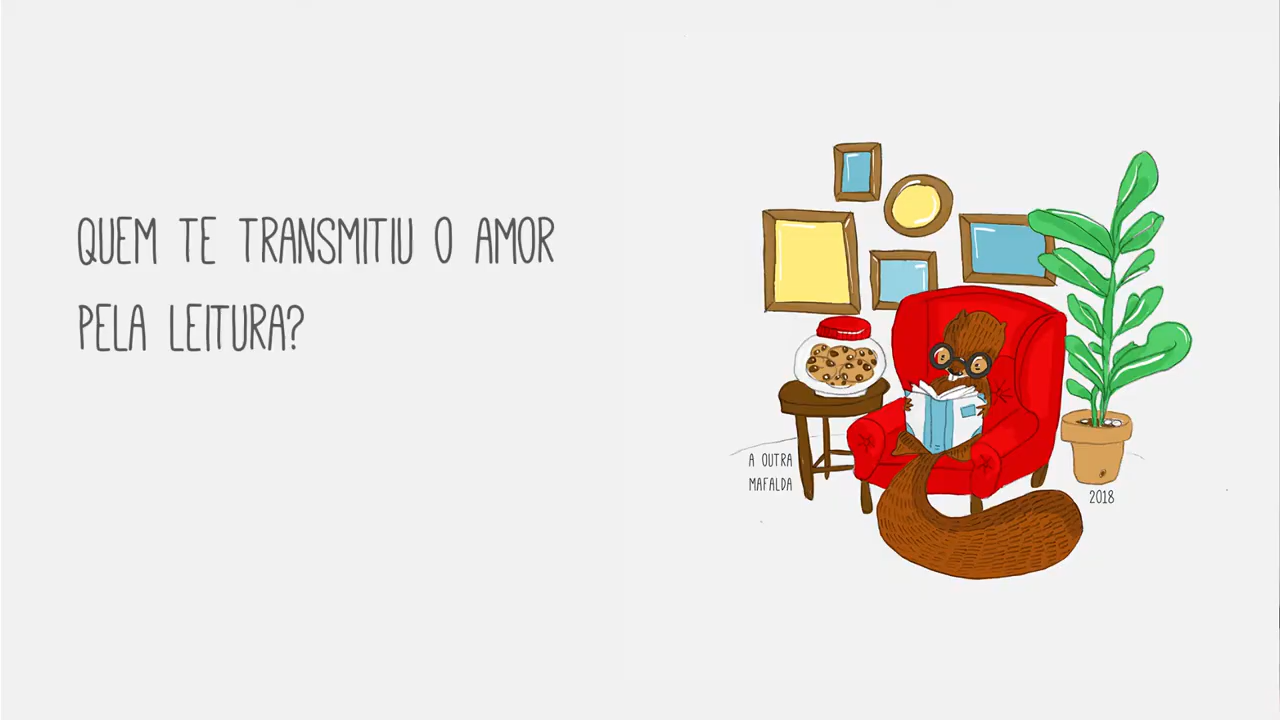 QUEM TE TRANSMITIU O AMOR
PELA LEITURA?
A OUTRA
MAFALDA
2018